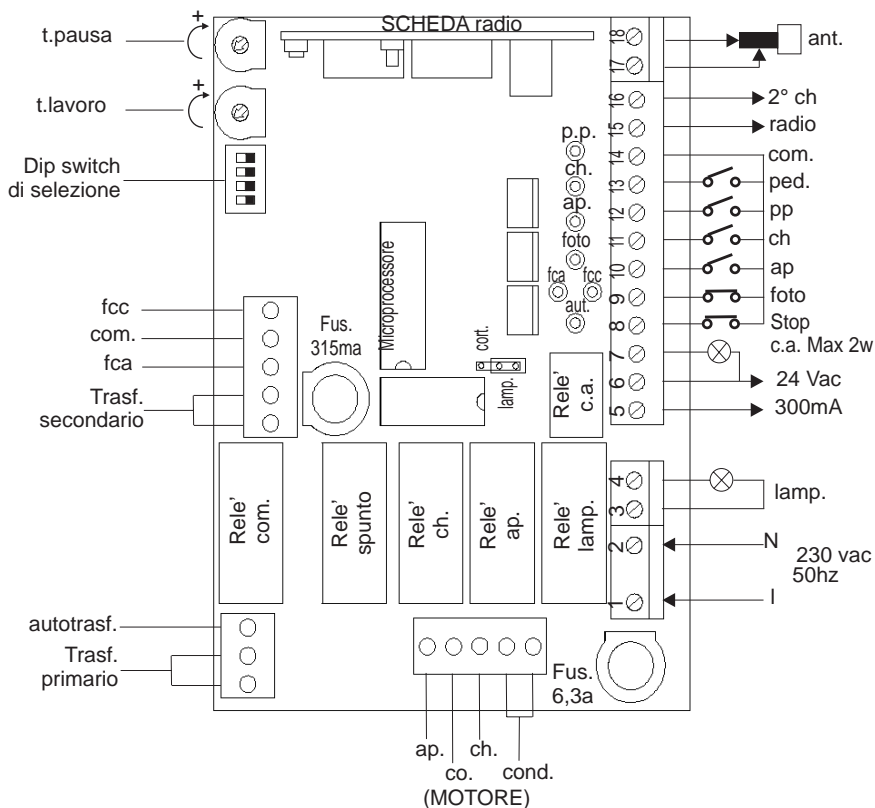 SCHEDA radio
t.pausa
+
t.lavoro
+
Dip switch
di selezione
18
17
ant.
16
2° ch
15
radio
14
com.
13
ped.
12
pp
11
ch
10
ap
9
foto
8
Stop
7
c.a. Max 2w
6
24 Vac
5
300mA
p.p.
ch.
ap.
foto
fca
fcc
aut.
Microprocessore
cort.
lamp.
fcc
com.
fca
Trasf.
secondario
Fus.
315ma
Rele'
c.a.
Rele'
com.
Rele'
spunto
Rele'
ch.
Rele'
ap.
Rele'
lamp.
4
3
lamp.
2
N
230 vac
50hz
1
I
autotrasf.
Trasf.
primario
Fus.
6,3a
ap.
co.
ch.
cond.
(MOTORE)